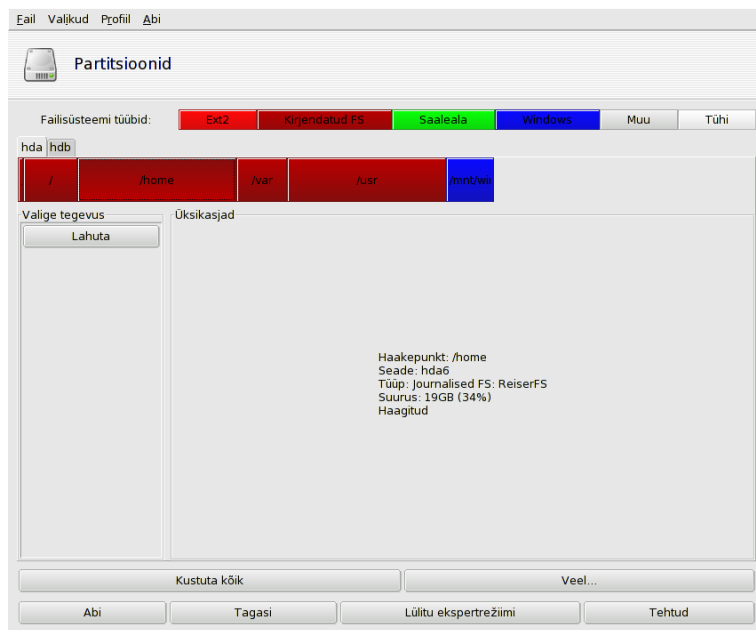 Fail Valikud Profiil Abi
Partitsioonid
Failisüsteemi tüübid: Ext2 Kirjendatud FS Saaleala Windows Muu Tühi
hda hdb
/ /home /var /usr /mnt/wi
Valige tegevus Üksikasjad
Lahuta
Haakepunkt: /home
Seade: hda6
Tüüp: Journalised FS: ReiserFS
Suurus: 19GB (34%)
Haagitud
Kustuta kõik Veel...
Abi Tagasi Lülitu ekspertrežiimi Tehtud